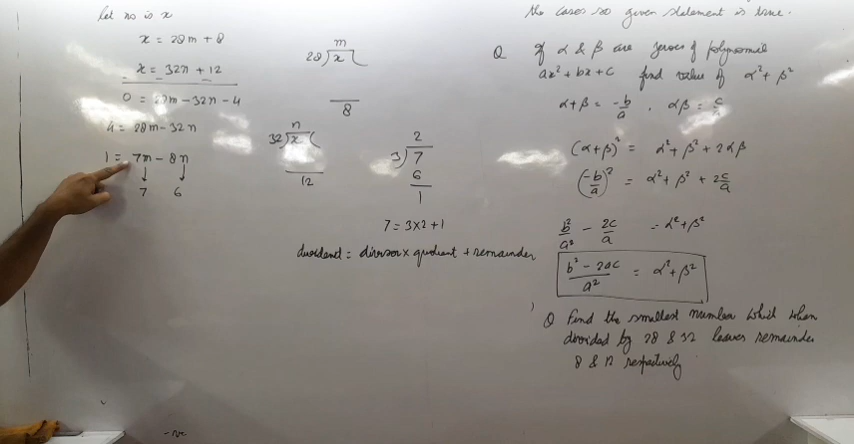 let no is x
x = 28m + 8
x = 32n + 12
0 = 28m - 32n - 4
4 = 28m - 32n
1 = 7m - 8n
7 6
m
28) x (
8
n
32) x (
12
2
3) 7
6
1
7 = 3×2 + 1
dividend = divisor × quotient + remainder
-ve
the cases so given statement is true.
Q If α & β are zeroes of polynomial
ax² + bx + c find value of α² + β²
α + β = -b/a , αβ = c/a
(α + β)² = α² + β² + 2αβ
(-b/a)² = α² + β² + 2c/a
b²/a² - 2c/a = α² + β²
b² - 2ac/a² = α² + β²
Q Find the smallest number which when
divided by 28 & 32 leaves remainder
8 & 12 respectively